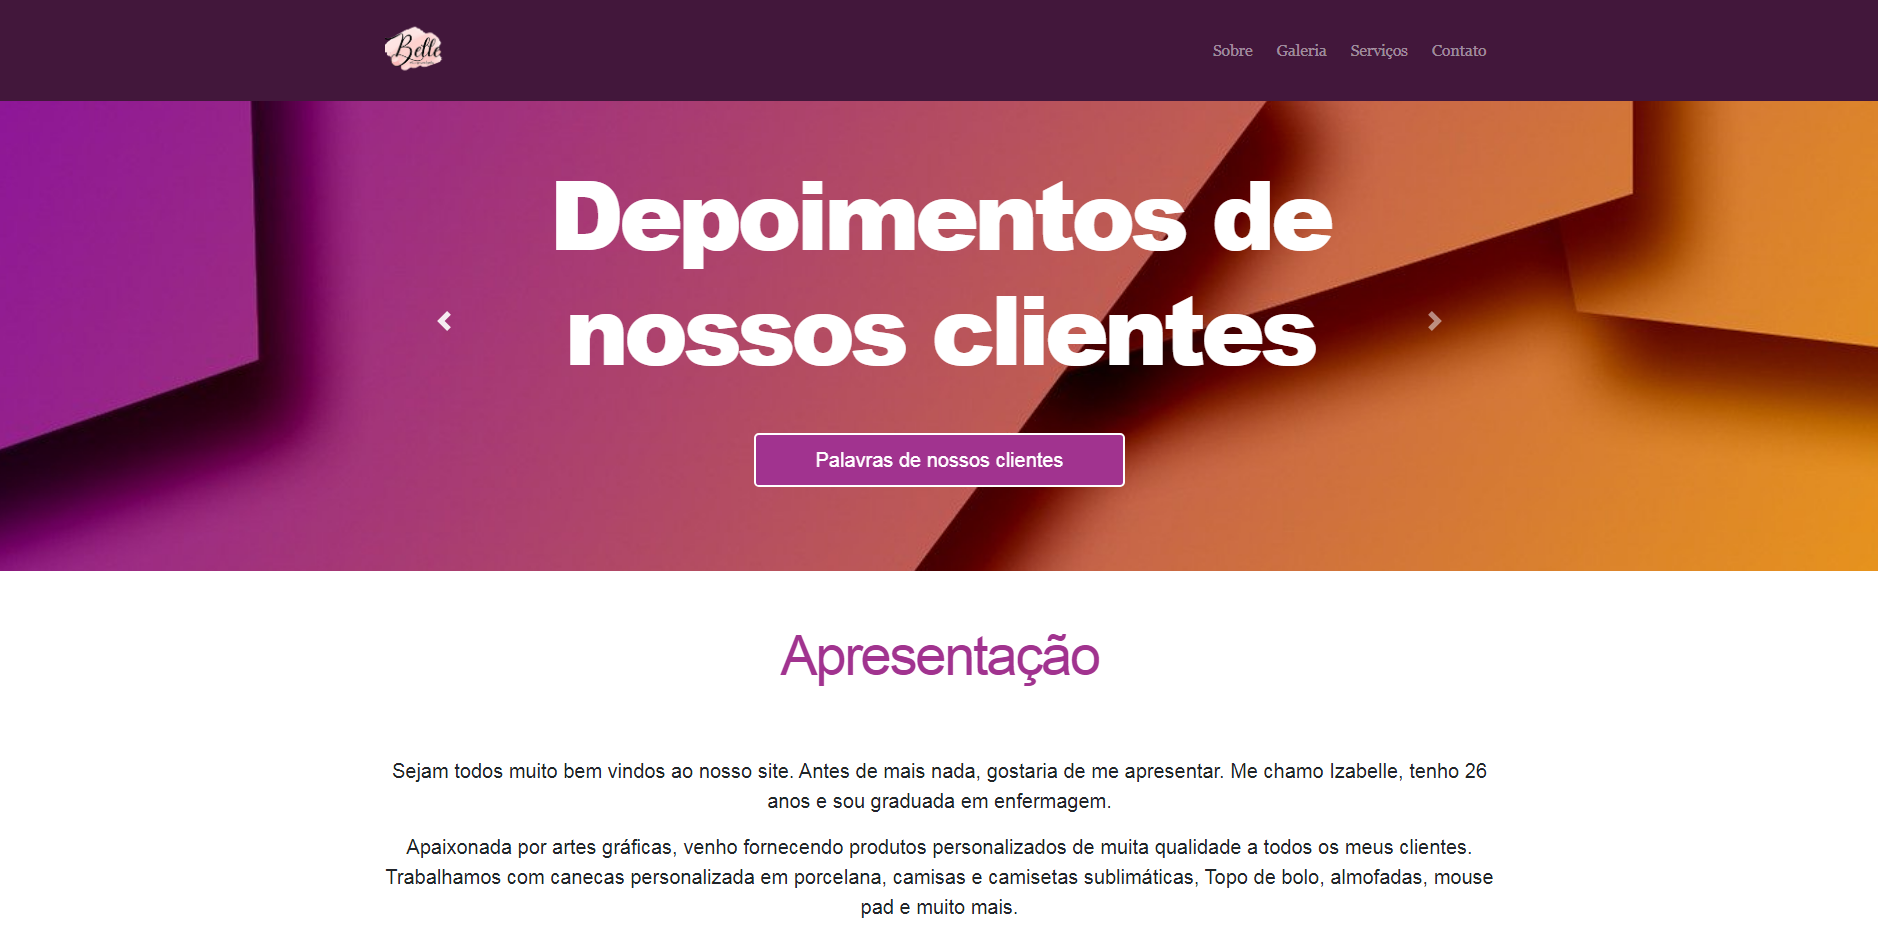 Belle
Sobre Galeria Serviços Contato
Depoimentos de
nossos clientes
Palavras de nossos clientes
Apresentação
Sejam todos muito bem vindos ao nosso site. Antes de mais nada, gostaria de me apresentar. Me chamo Izabelle, tenho 26
anos e sou graduada em enfermagem.
Apaixonada por artes gráficas, venho fornecendo produtos personalizados de muita qualidade a todos os meus clientes.
Trabalhamos com canecas personalizada em porcelana, camisas e camisetas sublimáticas, Topo de bolo, almofadas, mouse
pad e muito mais.